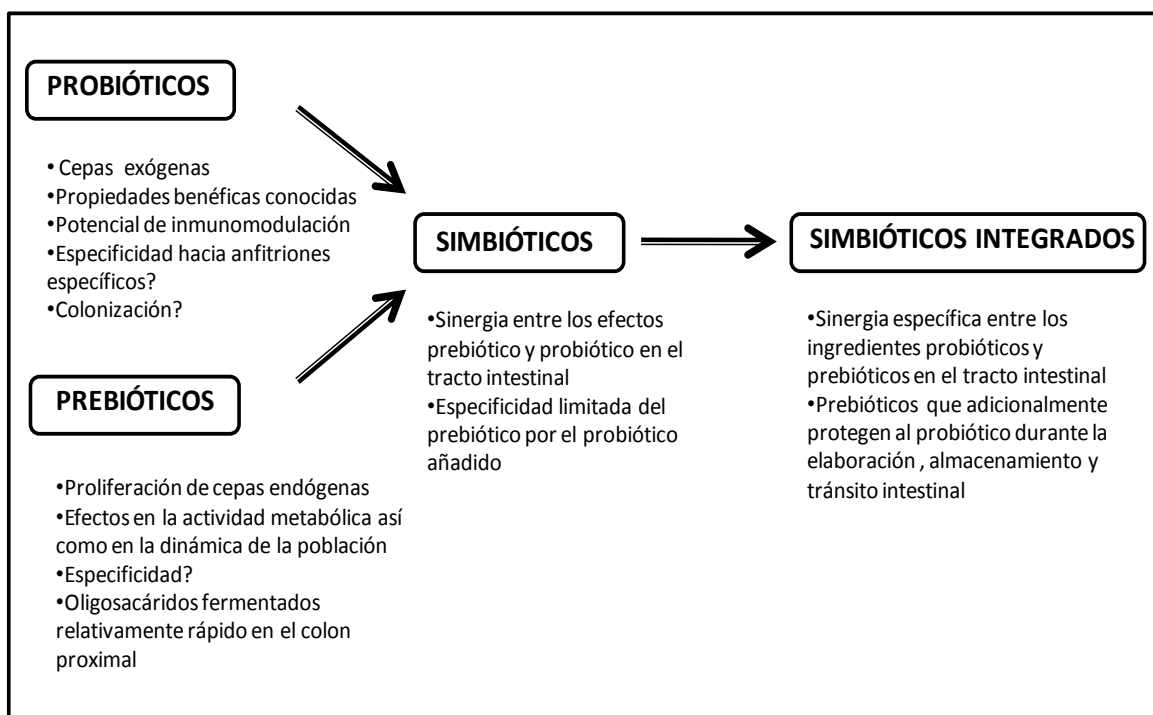 PROBIÓTICOS
•Cepas exógenas
•Propiedades benéficas conocidas
•Potencial de inmunomodulación
•Especificidad hacia anfitriones
específicos?
•Colonización?
PREBIÓTICOS
•Proliferación de cepas endógenas
•Efectos en la actividad metabólica así
como en la dinámica de la población
•Especificidad?
•Oligosacáridos fermentados
relativamente rápido en el colon
proximal
SIMBIÓTICOS
•Sinergia entre los efectos
prebiótico y probiótico en el
tracto intestinal
•Especificidad limitada del
prebiótico por el probiótico
añadido
SIMBIÓTICOS INTEGRADOS
•Sinergia específica entre los
ingredientes probióticos y
prebióticos en el tracto intestinal
•Prebióticos que adicionalmente
protegen al probiótico durante la
elaboración , almacenamiento y
tránsito intestinal